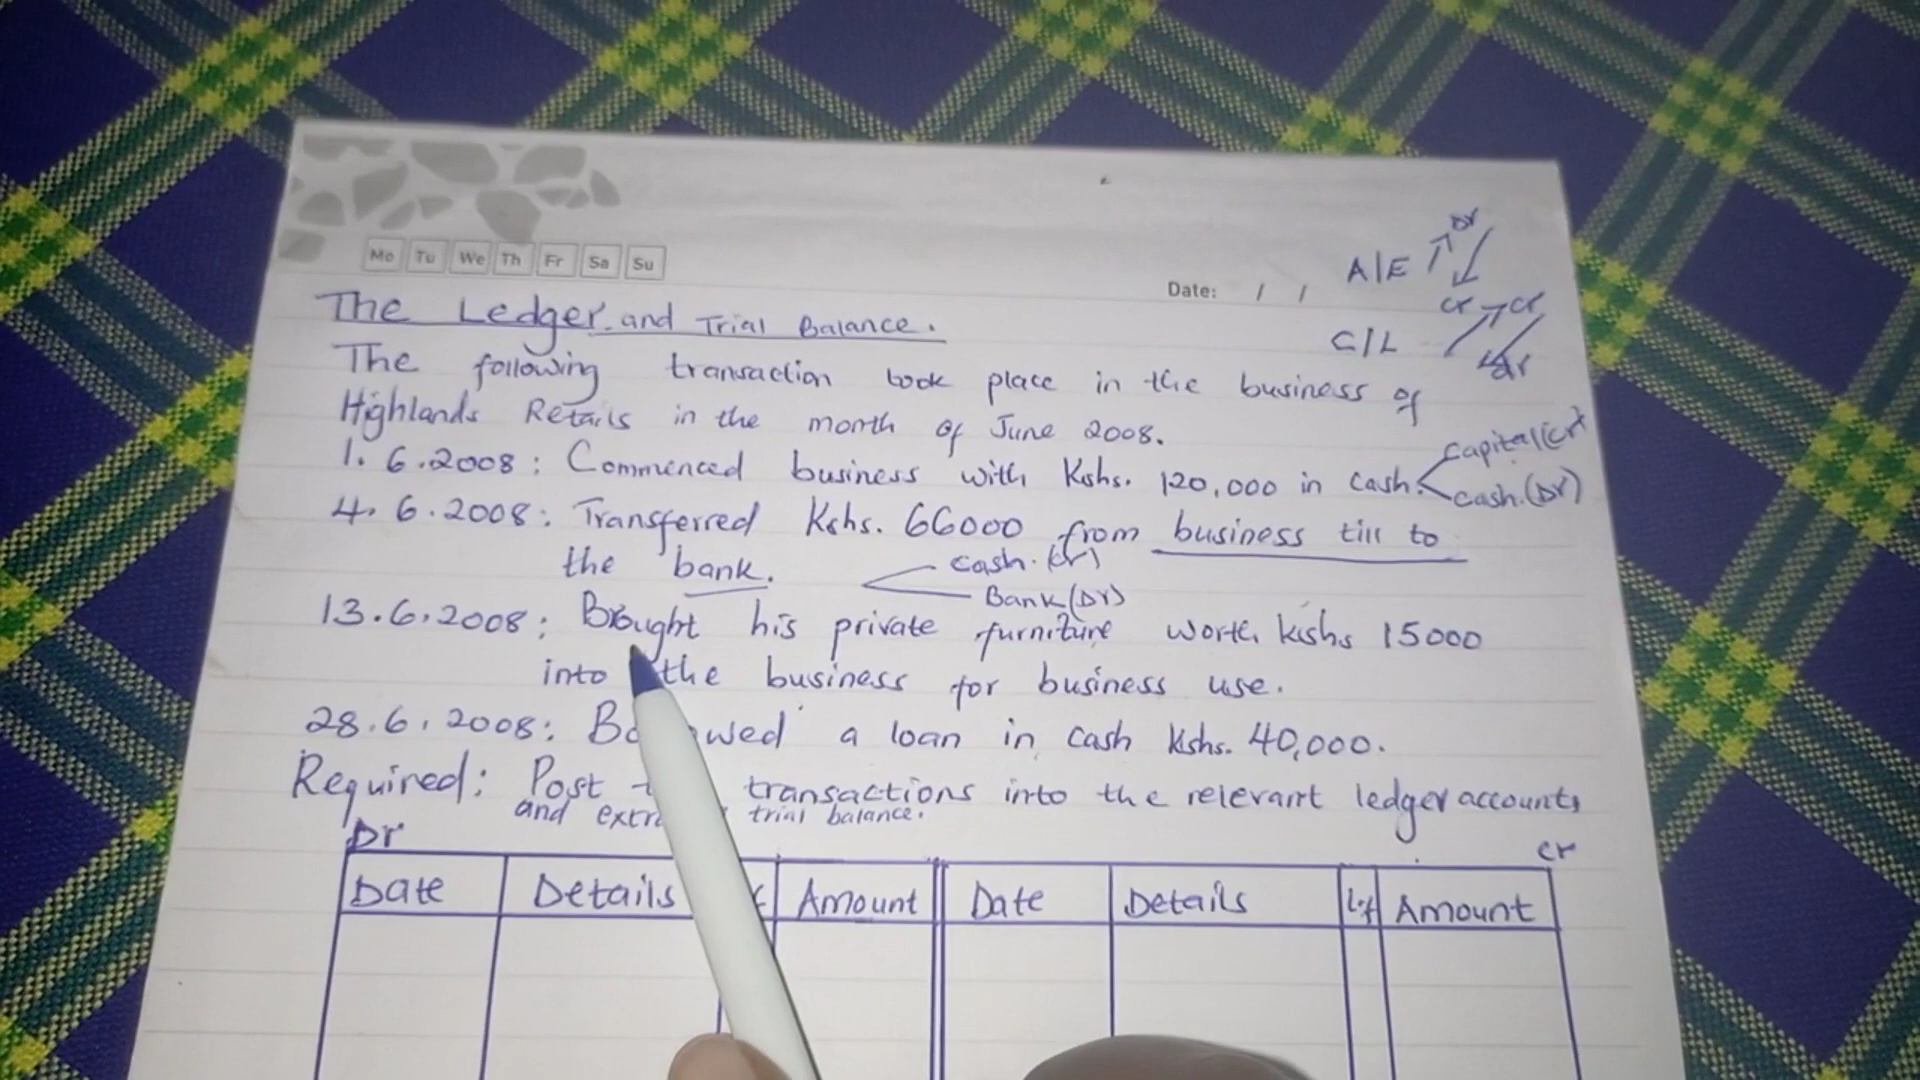 Mo Tu We Th Fr Sa Su
Date: / /
A/E Dr Cr
C/L Cr Dr
The Ledger and Trial Balance.
The following transaction took place in the business of
Highlands Retails in the month of June 2008.
1.6.2008: Commenced business with Kshs. 120,000 in cash. Capital(Cr) Cash.(Dr)
4.6.2008: Transferred Kshs. 66000 from business till to
the bank. Cash.(Cr)
Bank(Dr)
13.6.2008: Brought his private furniture worth kshs 15000
into the business for business use.
28.6.2008: a loan in cash Kshs. 40,000.
Required: Post transactions into the relevant ledger accounts
and trial balance.
Dr Cr
Date Details Amount Date Details L.f Amount